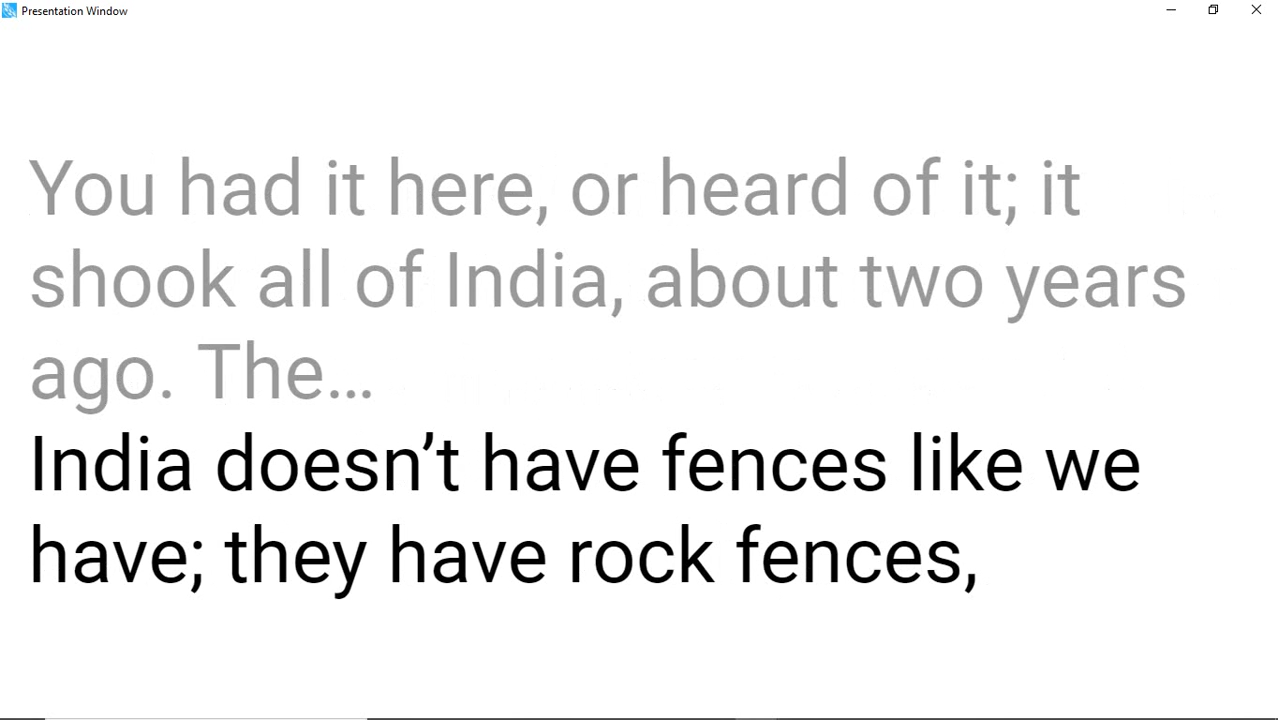 Presentation Window
You had it here, or heard of it; it
shook all of India, about two years
ago. The…
India doesn’t have fences like we
have; they have rock fences,